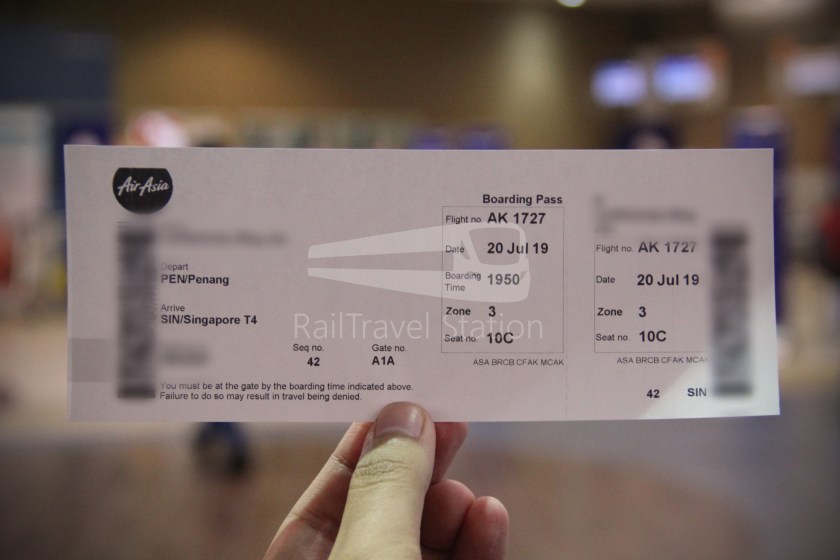 AirAsia
Boarding Pass
Flight no. AK 1727
Date 20 Jul 19
Boarding Time 1950
Zone 3
Seat no. 10C
ASA BRCB CFAK MCAK
Depart
PEN/Penang
Arrive
SIN/Singapore T4
Seq no. Gate no.
42 A1A
You must be at the gate by the boarding time indicated above.
Failure to do so may result in travel being denied.
Flight no. AK 1727
Date 20 Jul 19
Zone 3
Seat no. 10C
ASA BRCB CFAK MCAK
42 SIN
RailTravel Station